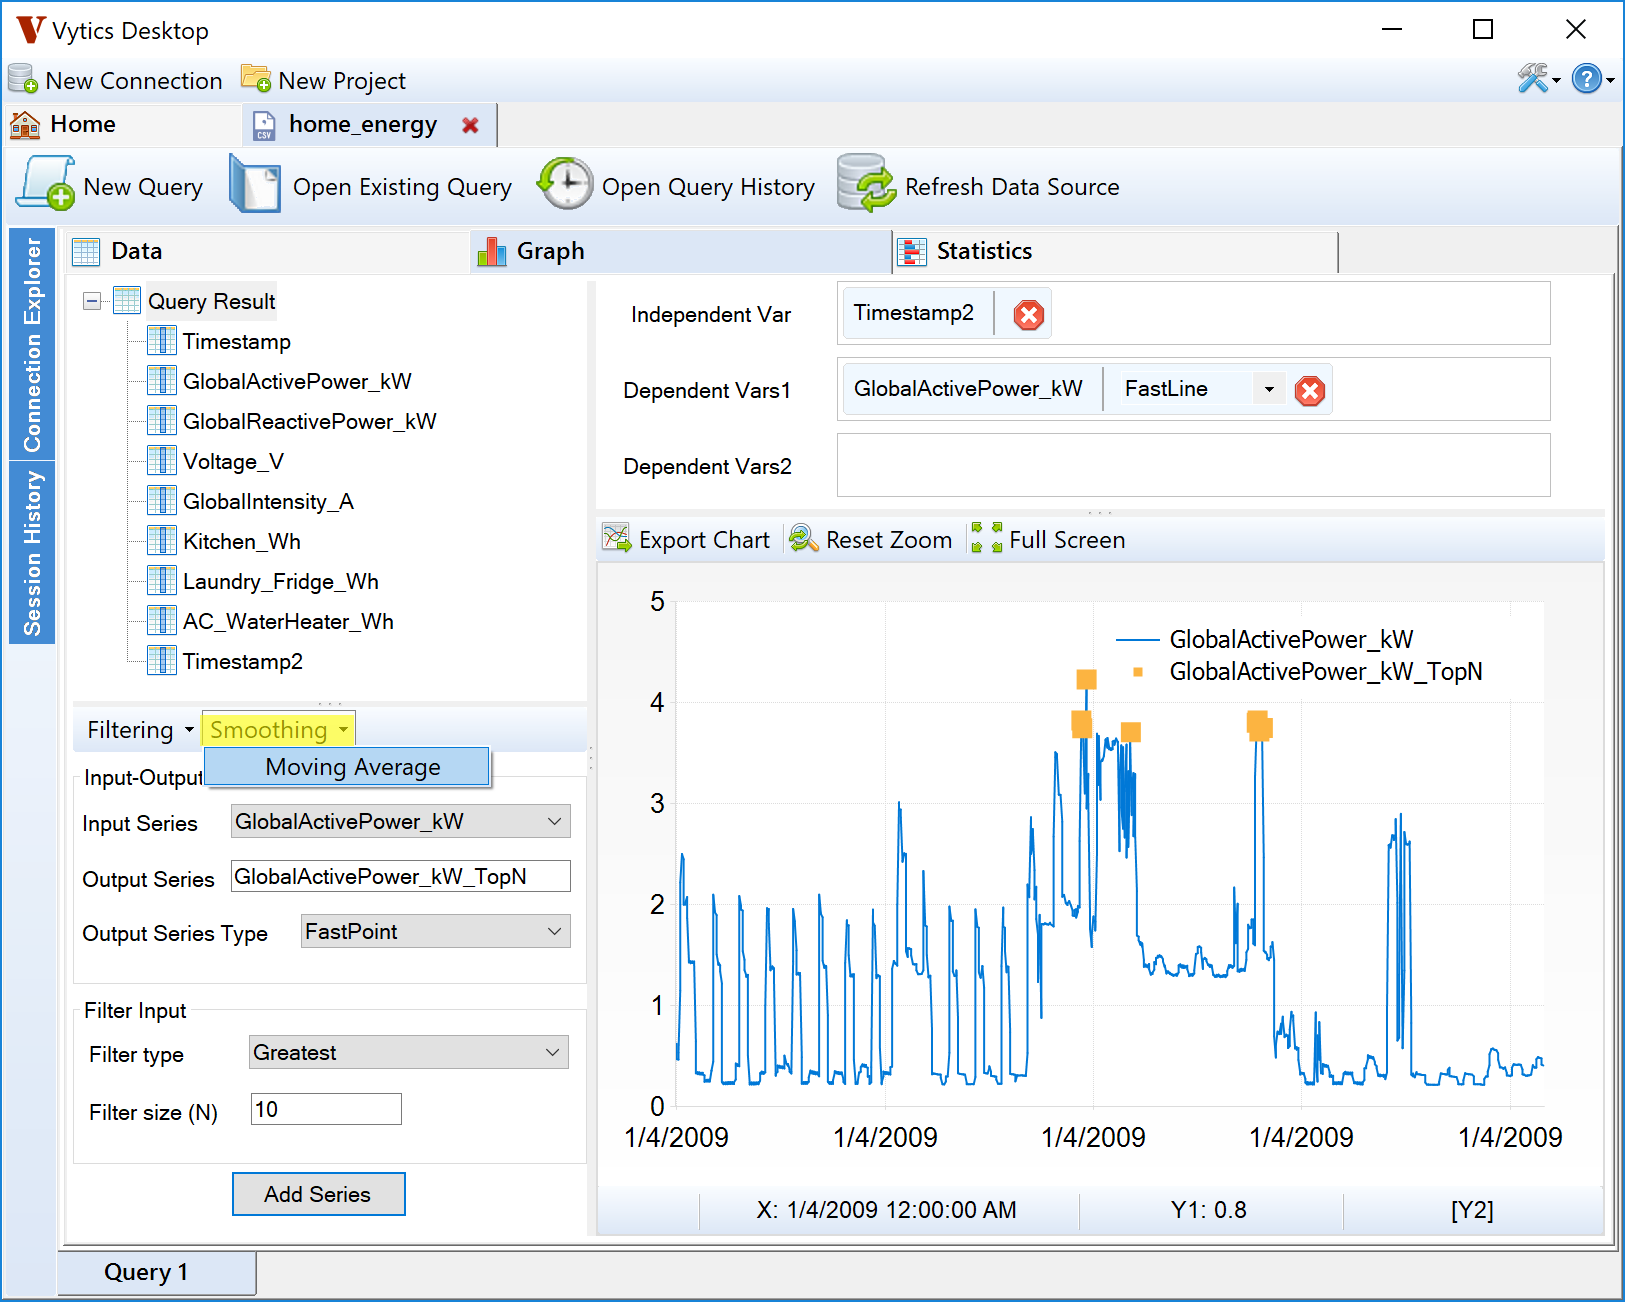 Vytics Desktop
New Connection New Project
Home home_energy
CSV
New Query Open Existing Query Open Query History Refresh Data Source
Connection Explorer
Session History
Data Graph Statistics
Query Result
Timestamp
GlobalActivePower_kW
GlobalReactivePower_kW
Voltage_V
GlobalIntensity_A
Kitchen_Wh
Laundry_Fridge_Wh
AC_WaterHeater_Wh
Timestamp2
Filtering Smoothing
Moving Average
Input-Output
Input Series GlobalActivePower_kW
Output Series GlobalActivePower_kW_TopN
Output Series Type FastPoint
Filter Input
Filter type Greatest
Filter size (N) 10
Add Series
Independent Var Timestamp2
Dependent Vars1 GlobalActivePower_kW FastLine
Dependent Vars2
Export Chart Reset Zoom Full Screen
GlobalActivePower_kW
GlobalActivePower_kW_TopN
5
4
3
2
1
0
1/4/2009 1/4/2009 1/4/2009 1/4/2009 1/4/2009
X: 1/4/2009 12:00:00 AM Y1: 0.8 [Y2]
Query 1